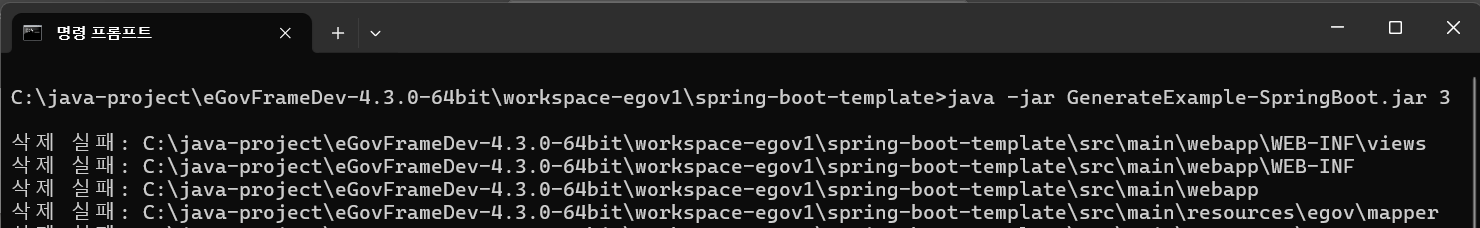 명령 프롬프트
C:\java-project\eGovFrameDev-4.3.0-64bit\workspace-egov1\spring-boot-template>java -jar GenerateExample-SpringBoot.jar 3
삭제 실패: C:\java-project\eGovFrameDev-4.3.0-64bit\workspace-egov1\spring-boot-template\src\main\webapp\WEB-INF\views
삭제 실패: C:\java-project\eGovFrameDev-4.3.0-64bit\workspace-egov1\spring-boot-template\src\main\webapp\WEB-INF
삭제 실패: C:\java-project\eGovFrameDev-4.3.0-64bit\workspace-egov1\spring-boot-template\src\main\webapp
삭제 실패: C:\java-project\eGovFrameDev-4.3.0-64bit\workspace-egov1\spring-boot-template\src\main\resources\egov\mapper